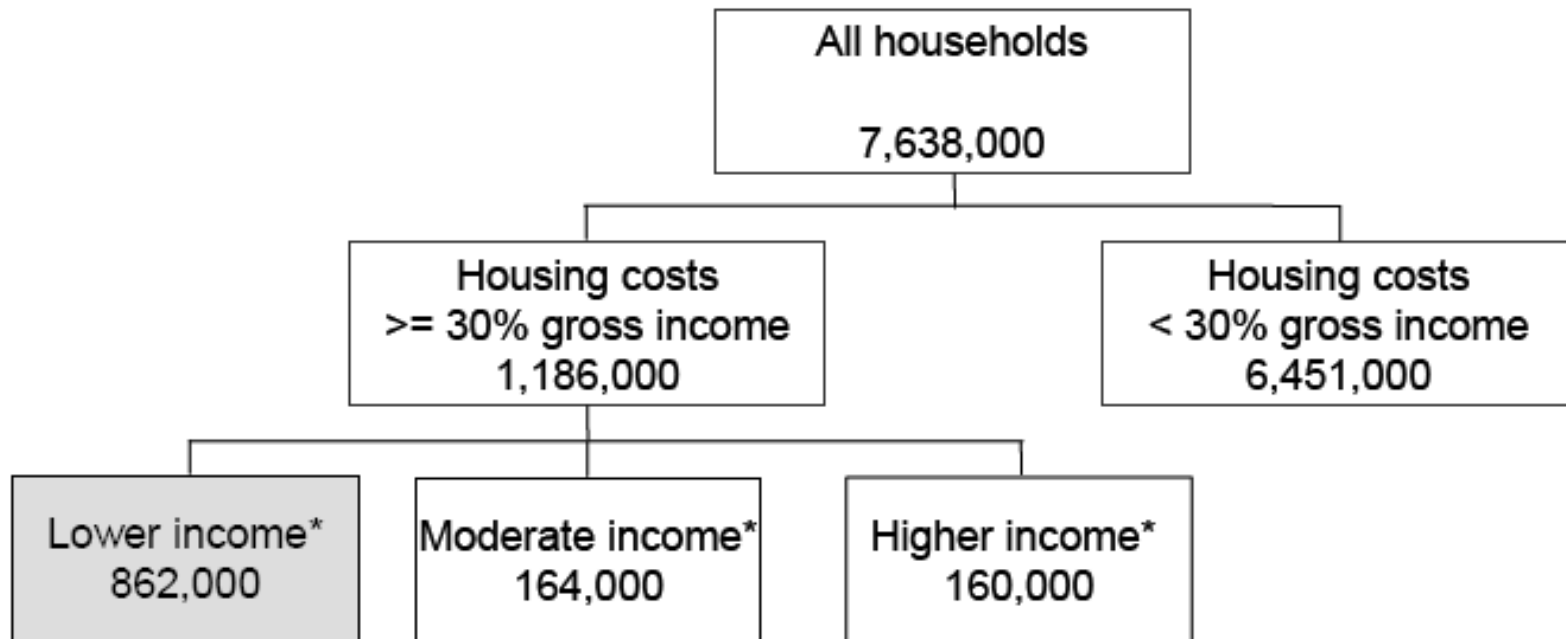 All households
7,638,000
Housing costs
>= 30% gross income
1,186,000
Housing costs
< 30% gross income
6,451,000
Lower income*
862,000
Moderate income*
164,000
Higher income*
160,000